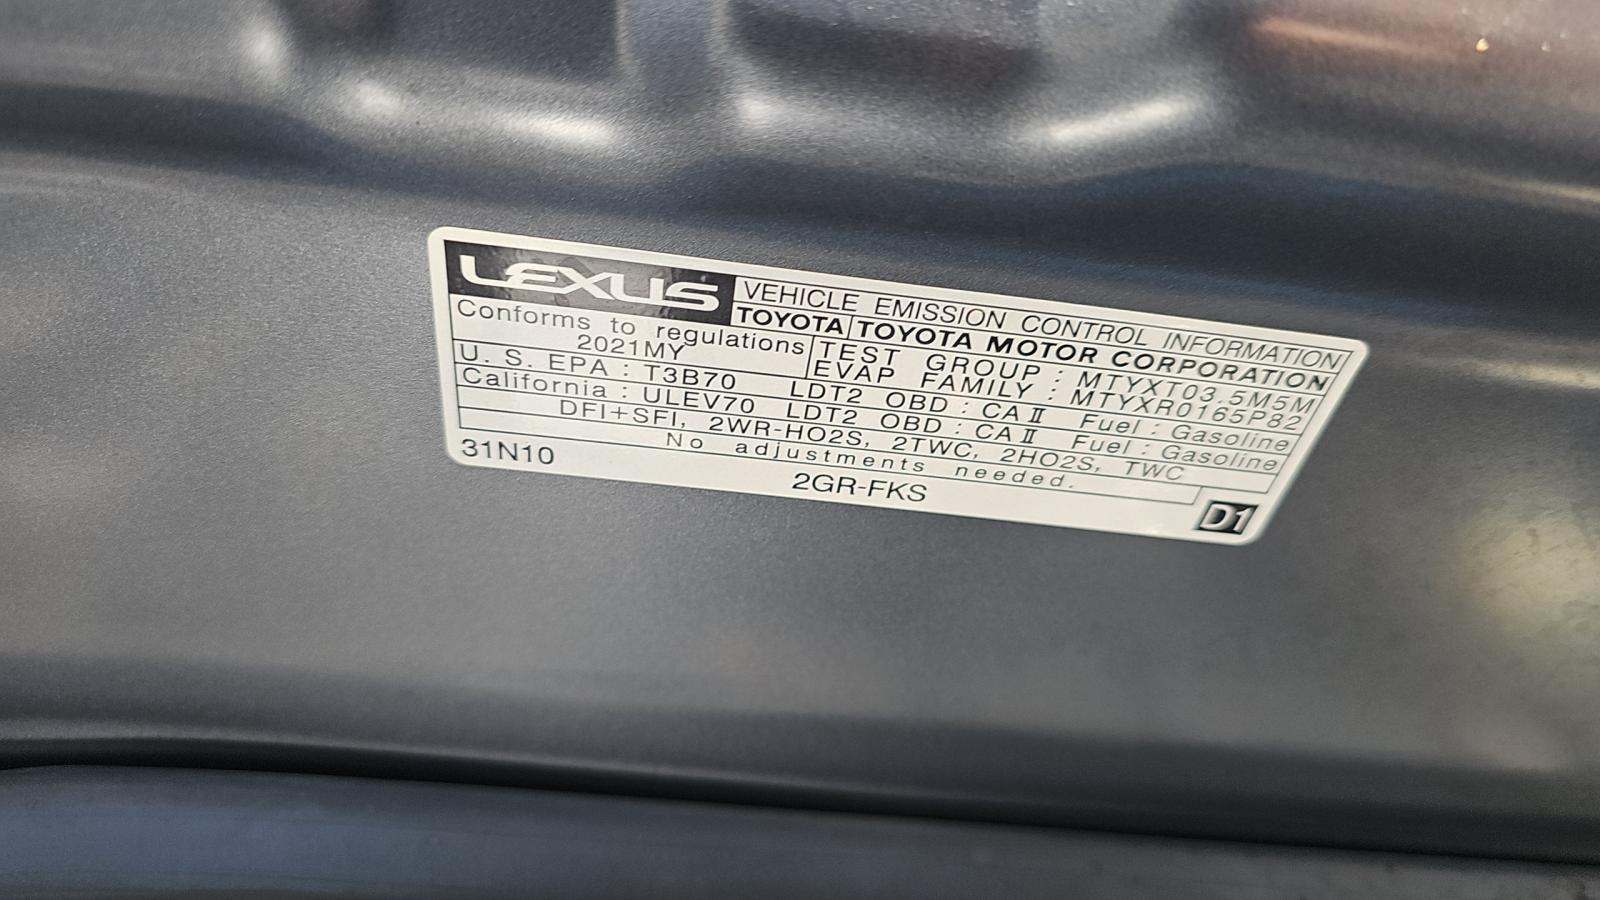 LEXUS VEHICLE EMISSION CONTROL INFORMATION
TOYOTA TOYOTA MOTOR CORPORATION
Conforms to regulations TEST GROUP : MTYXT03.5M5M
2021MY EVAP FAMILY : MTYXR0165P82
U. S. EPA : T3B70 LDT2 OBD : CA II Fuel : Gasoline
California : ULEV70 LDT2 OBD : CA II Fuel : Gasoline
DFI+SFI, 2WR-HO2S, 2TWC, 2HO2S, TWC
No adjustments needed.
31N10 2GR-FKS D1